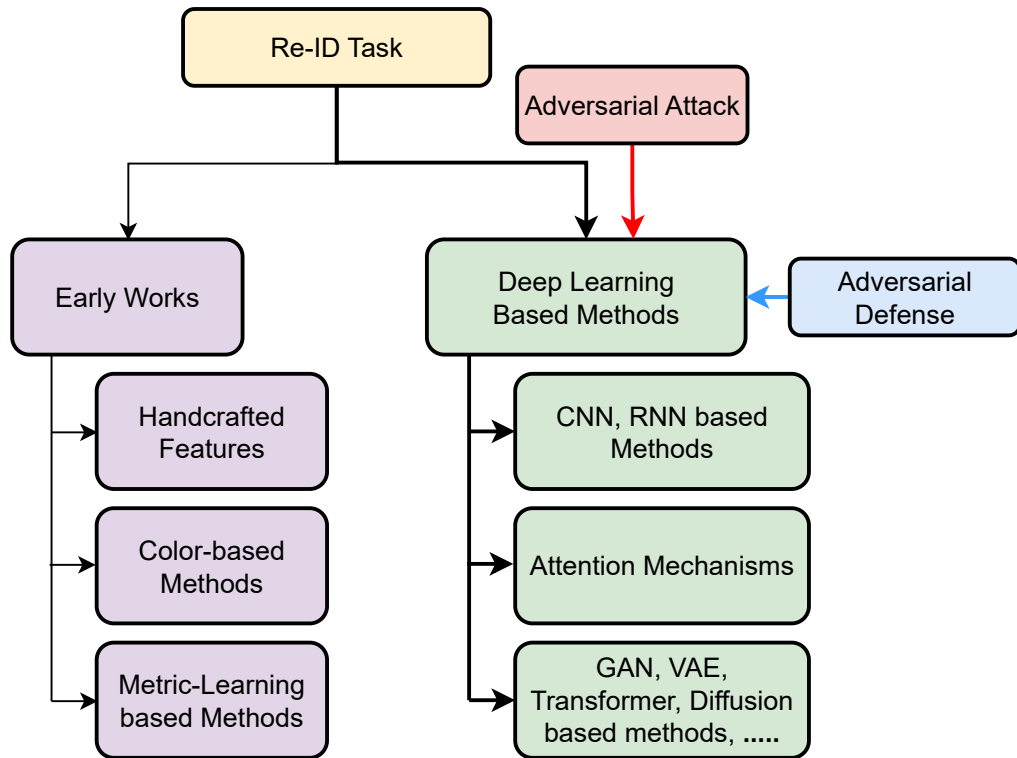 Re-ID Task
Adversarial Attack
Early Works
Deep Learning
Based Methods
Adversarial
Defense
Handcrafted
Features
CNN, RNN based
Methods
Color-based
Methods
Attention Mechanisms
Metric-Learning
based Methods
GAN, VAE,
Transformer, Diffusion
based methods, .....